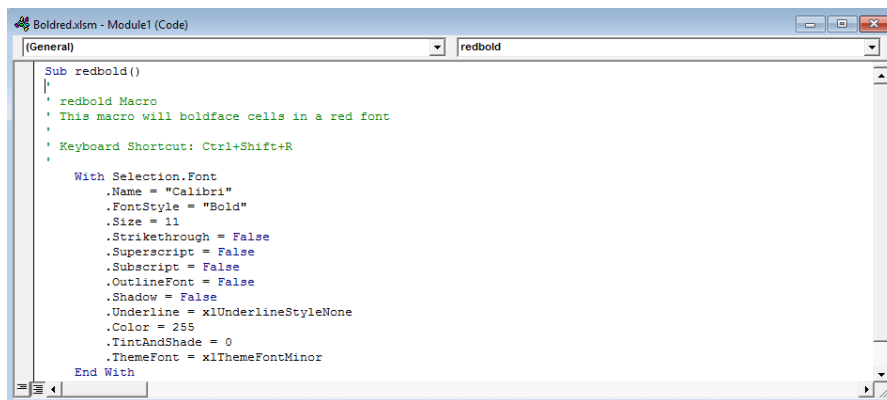 Boldred.xlsm - Module1 (Code)
(General) redbold
Sub redbold()
'
' redbold Macro
' This macro will boldface cells in a red font
'
' Keyboard Shortcut: Ctrl+Shift+R
'
With Selection.Font
.Name = "Calibri"
.FontStyle = "Bold"
.Size = 11
.Strikethrough = False
.Superscript = False
.Subscript = False
.OutlineFont = False
.Shadow = False
.Underline = xlUnderlineStyleNone
.Color = 255
.TintAndShade = 0
.ThemeFont = xlThemeFontMinor
End With